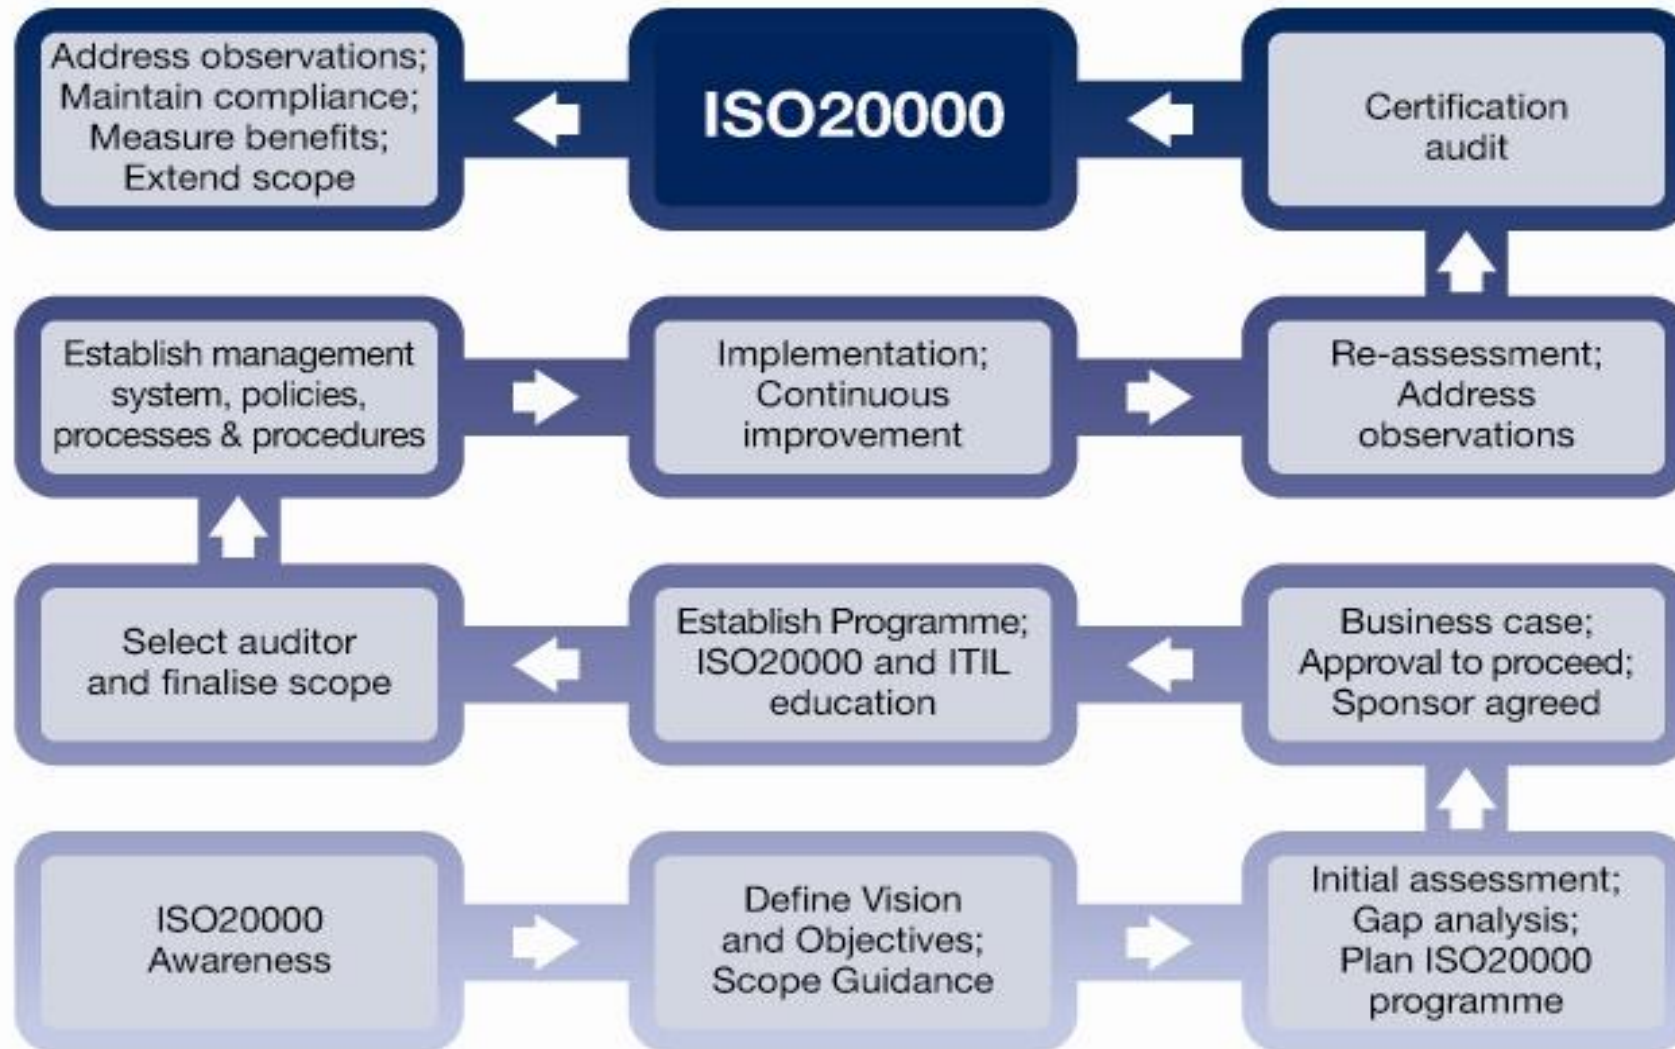 Address observations;
Maintain compliance;
Measure benefits;
Extend scope
ISO20000
Certification
audit
Establish management
system, policies,
processes & procedures
Implementation;
Continuous
improvement
Re-assessment;
Address
observations
Select auditor
and finalise scope
Establish Programme;
ISO20000 and ITIL
education
Business case;
Approval to proceed;
Sponsor agreed
ISO20000
Awareness
Define Vision
and Objectives;
Scope Guidance
Initial assessment;
Gap analysis;
Plan ISO20000
programme